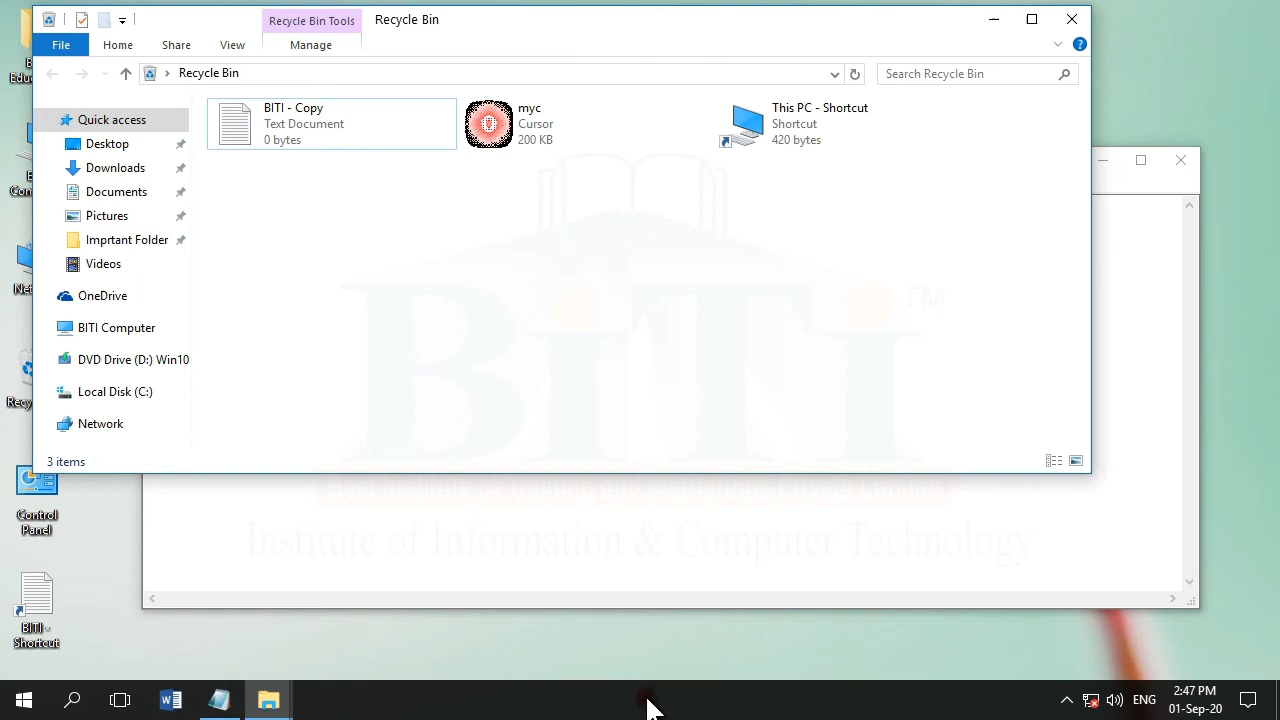 Recycle Bin Tools
Recycle Bin
File
Home
Share
View
Manage
Recycle Bin
Search Recycle Bin
Quick access
Desktop
Downloads
Documents
Pictures
Imprtant Folder
Videos
OneDrive
BITI Computer
DVD Drive (D:) Win10
Local Disk (C:)
Network
BITI - Copy
Text Document
0 bytes
myc
Cursor
200 KB
This PC - Shortcut
Shortcut
420 bytes
3 items
BiTi TM
Institute of Information & Computer Technology
Control
Panel
BITI -
Shortcut
ENG
2:47 PM
01-Sep-20